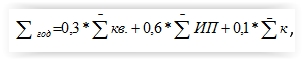 ∑ год =0,3*∑̄ кв. + 0,6*∑̄ ИП + 0,1*∑̄ к ,